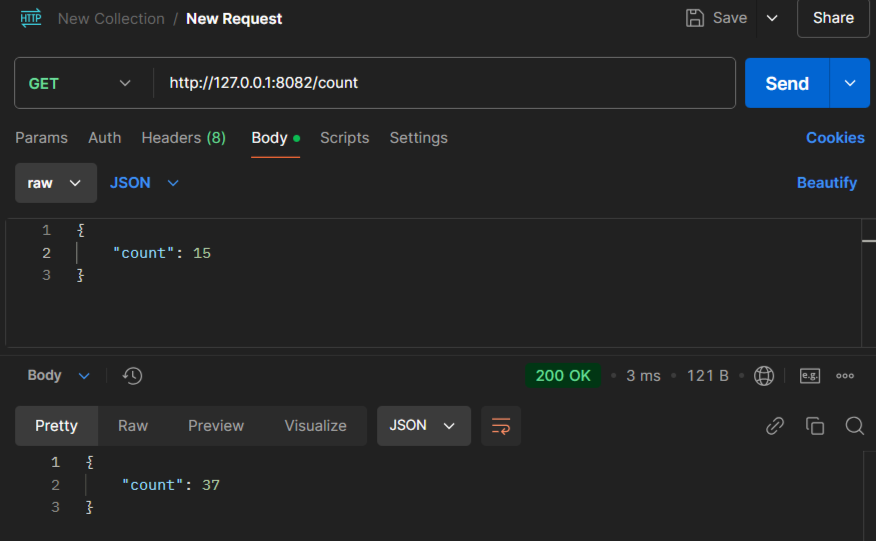 HTTP New Collection / New Request Save Share
GET http://127.0.0.1:8082/count Send
Params Auth Headers (8) Body Scripts Settings Cookies
raw JSON Beautify
1 {
2 "count": 15
3 }
Body 200 OK • 3 ms • 121 B • e.g.
Pretty Raw Preview Visualize JSON
1 {
2 "count": 37
3 }